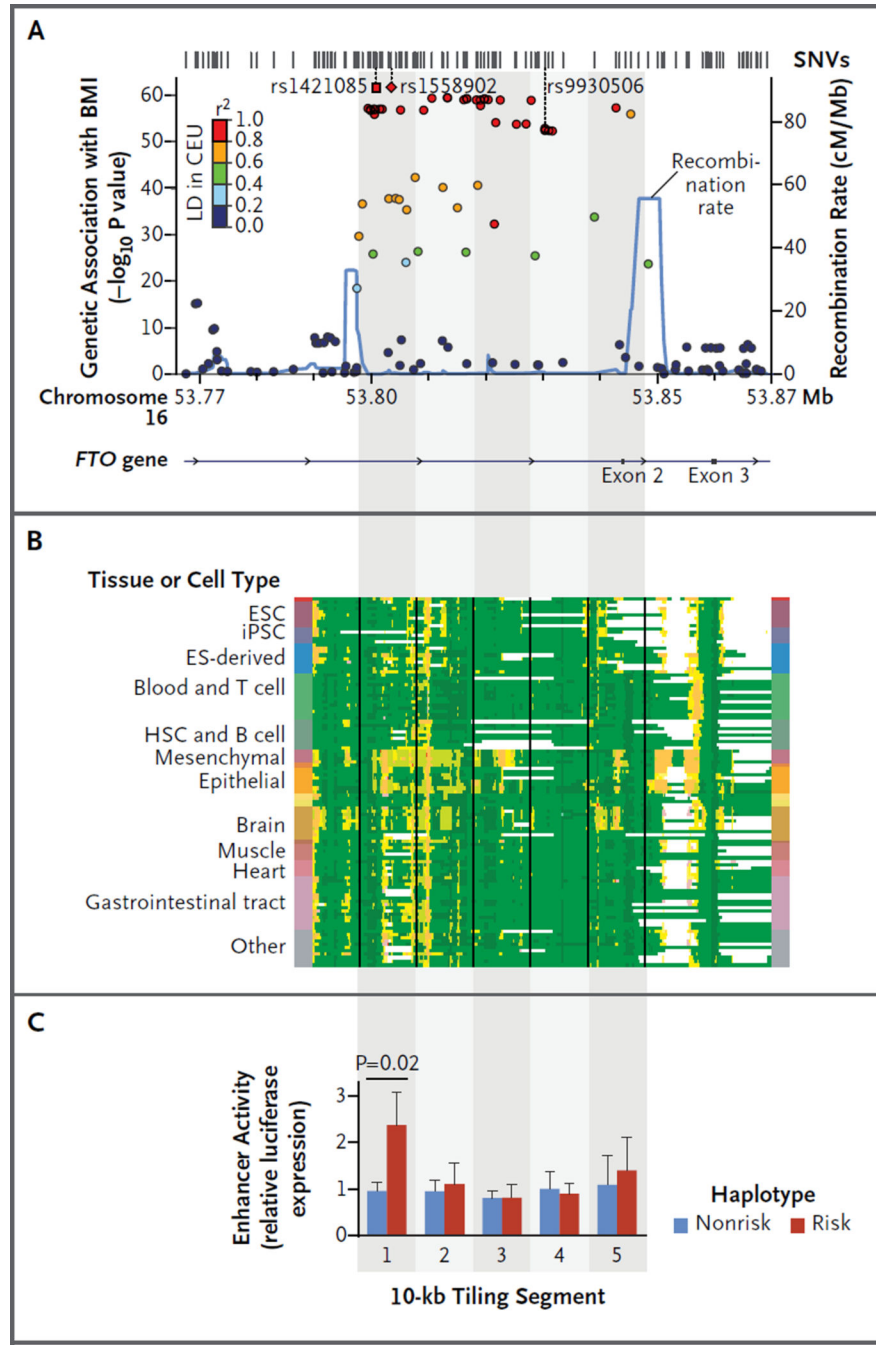 A
SNVs
rs1421085
rs1558902
rs9930506
Genetic Association with BMI
(−log10 P value)
60
50
40
30
20
10
0
LD in CEU
r2
1.0
0.8
0.6
0.4
0.2
0.0
Recombi-
nation
rate
Recombination Rate (cM/Mb)
80
60
40
20
0
Chromosome
16
53.77
53.80
53.85
53.87 Mb
FTO gene
Exon 2
Exon 3
B
Tissue or Cell Type
ESC
iPSC
ES-derived
Blood and T cell
HSC and B cell
Mesenchymal
Epithelial
Brain
Muscle
Heart
Gastrointestinal tract
Other
C
Enhancer Activity
(relative luciferase
expression)
P=0.02
3
2
1
0
1 2 3 4 5
10-kb Tiling Segment
Haplotype
Nonrisk Risk